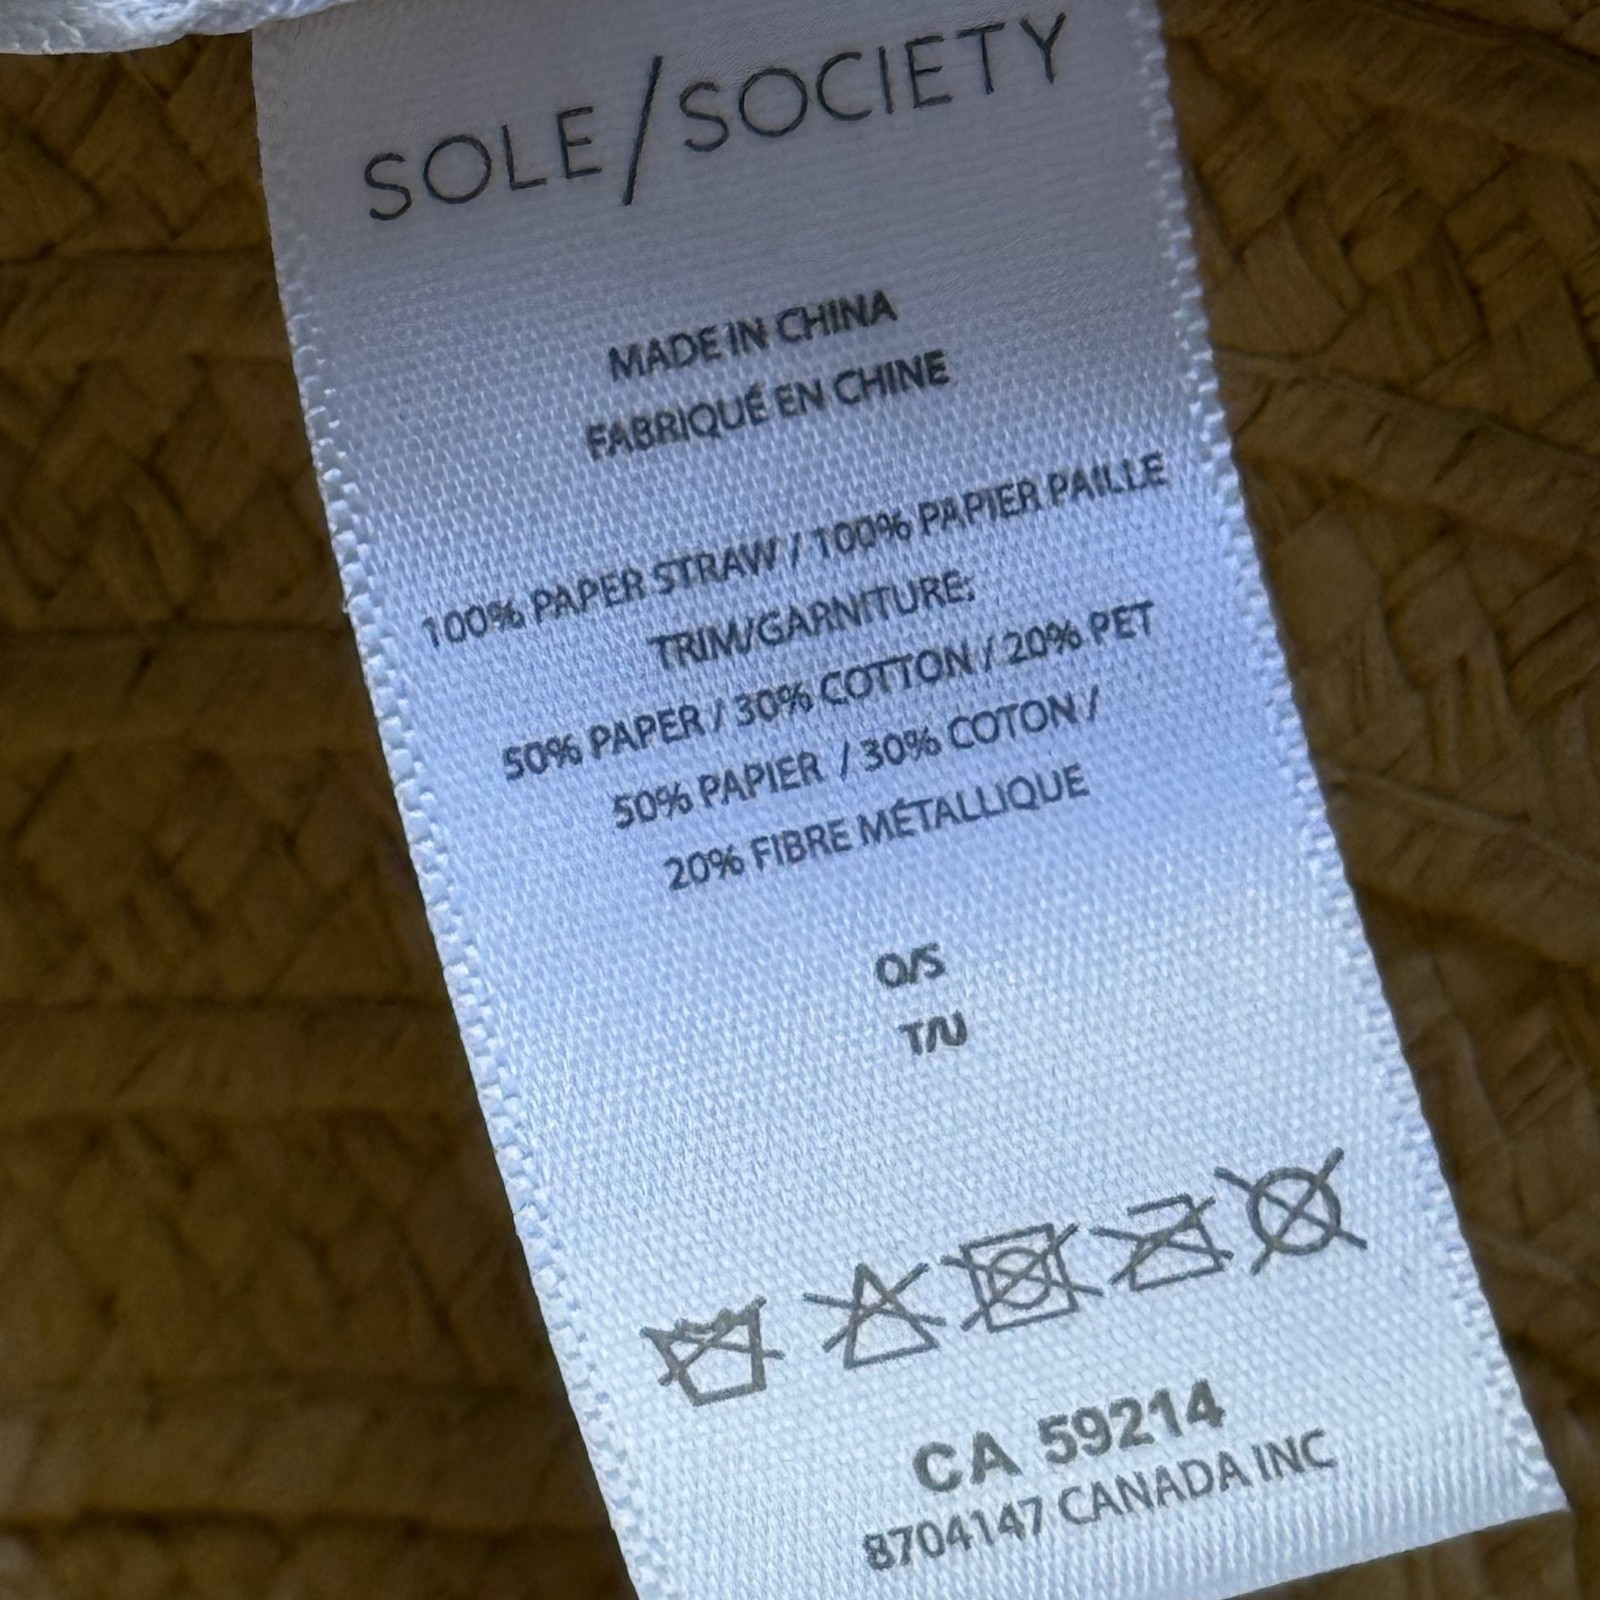 SOLE/SOCIETY
MADE IN CHINA
FABRIQUÉ EN CHINE
100% PAPER STRAW / 100% PAPIER PAILLE
TRIM/GARNITURE:
50% PAPER / 30% COTTON / 20% PET
50% PAPIER / 30% COTON /
20% FIBRE MÉTALLIQUE
O/S
T/U
CA 59214
8704147 CANADA INC